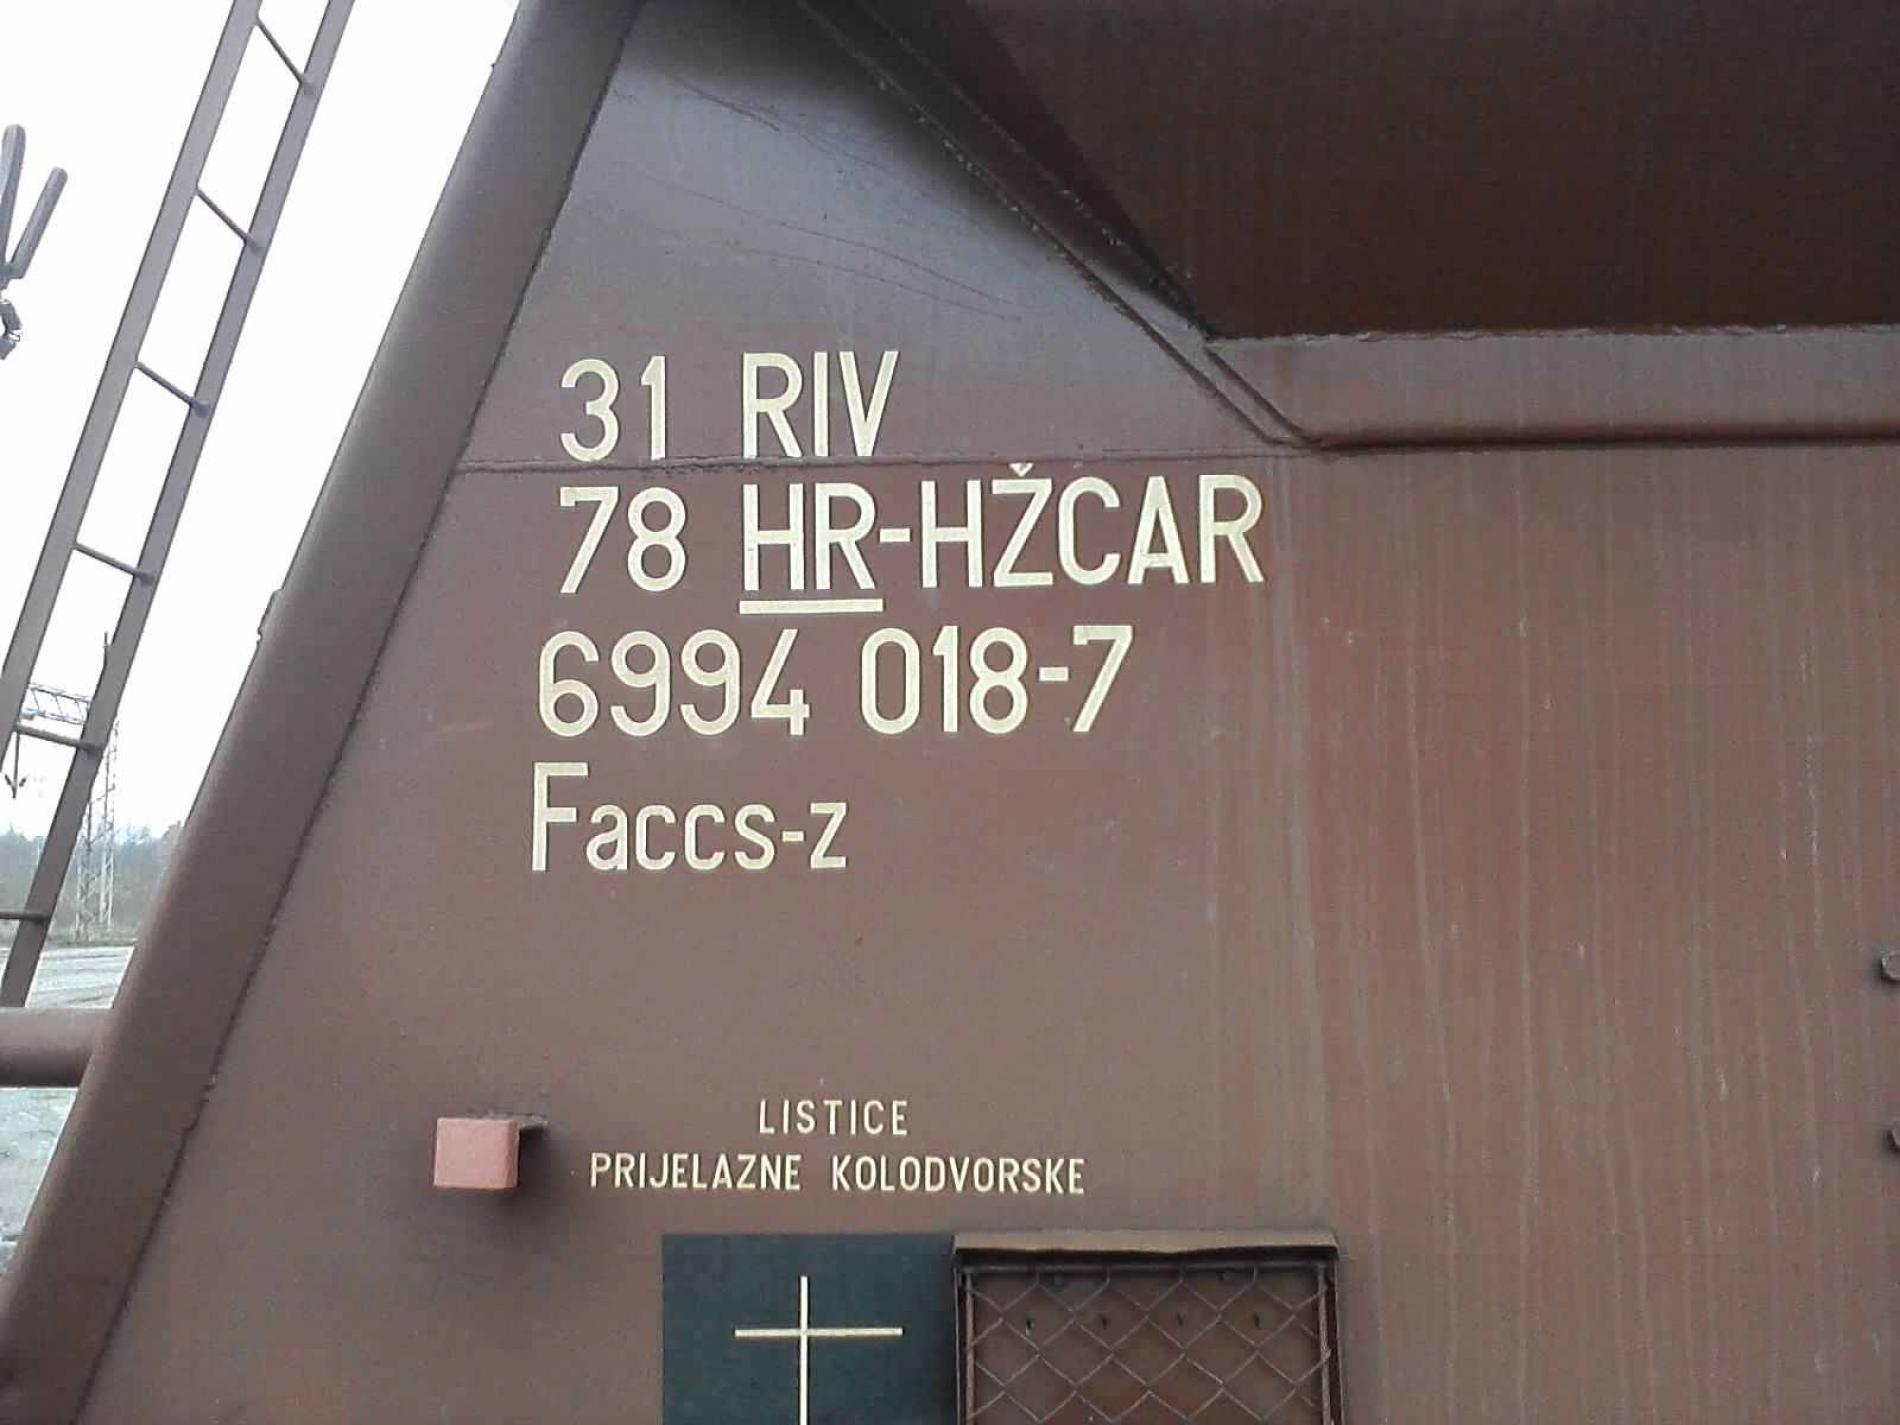 31 RIV
78 HR-HŽCAR
6994 018-7
Faccs-z
LISTICE
PRIJELAZNE KOLODVORSKE